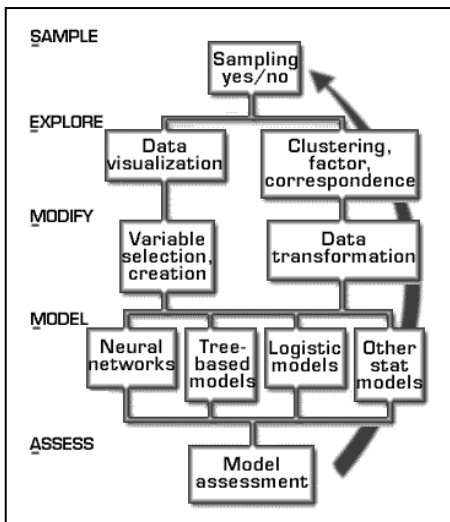 SAMPLE
Sampling
yes/no
EXPLORE
Data
visualization
Clustering,
factor,
correspondence
MODIFY
Variable
selection,
creation
Data
transformation
MODEL
Neural
networks
Tree-
based
models
Logistic
models
Other
stat
models
ASSESS
Model
assessment